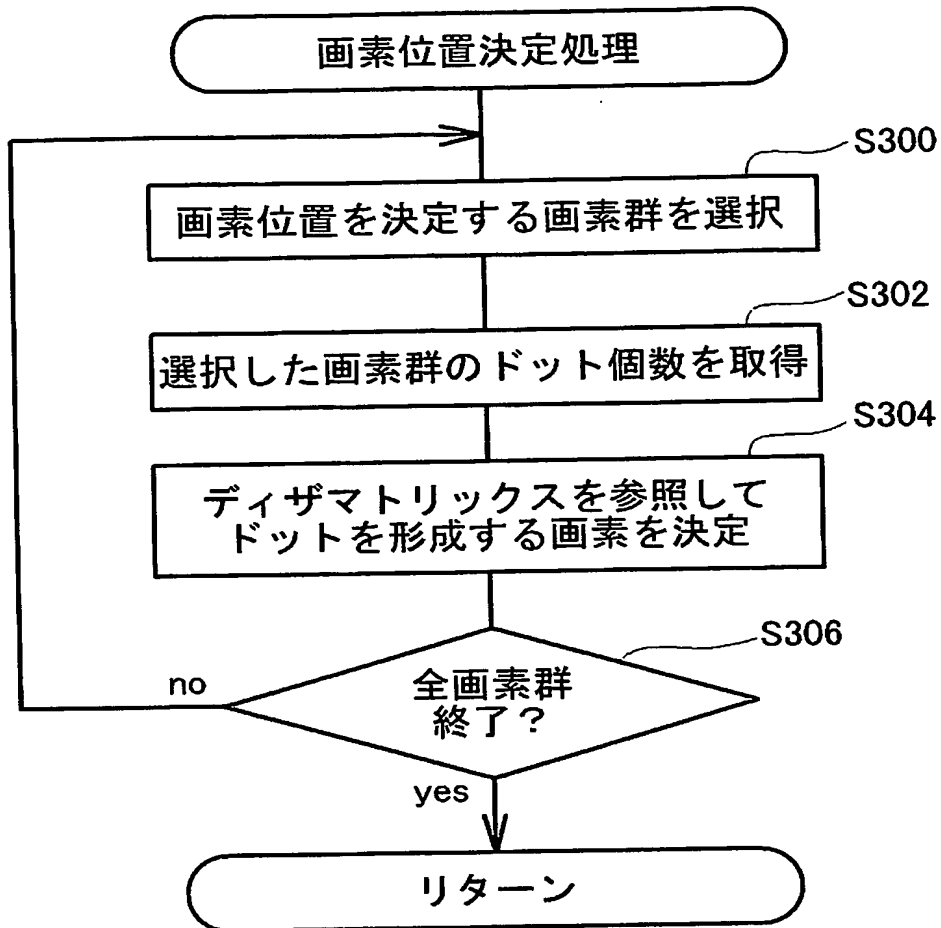 画素位置決定処理
S300
画素位置を決定する画素群を選択
S302
選択した画素群のドット個数を取得
S304
ディザマトリックスを参照して
ドットを形成する画素を決定
S306
全画素群
終了？
no
yes
リターン